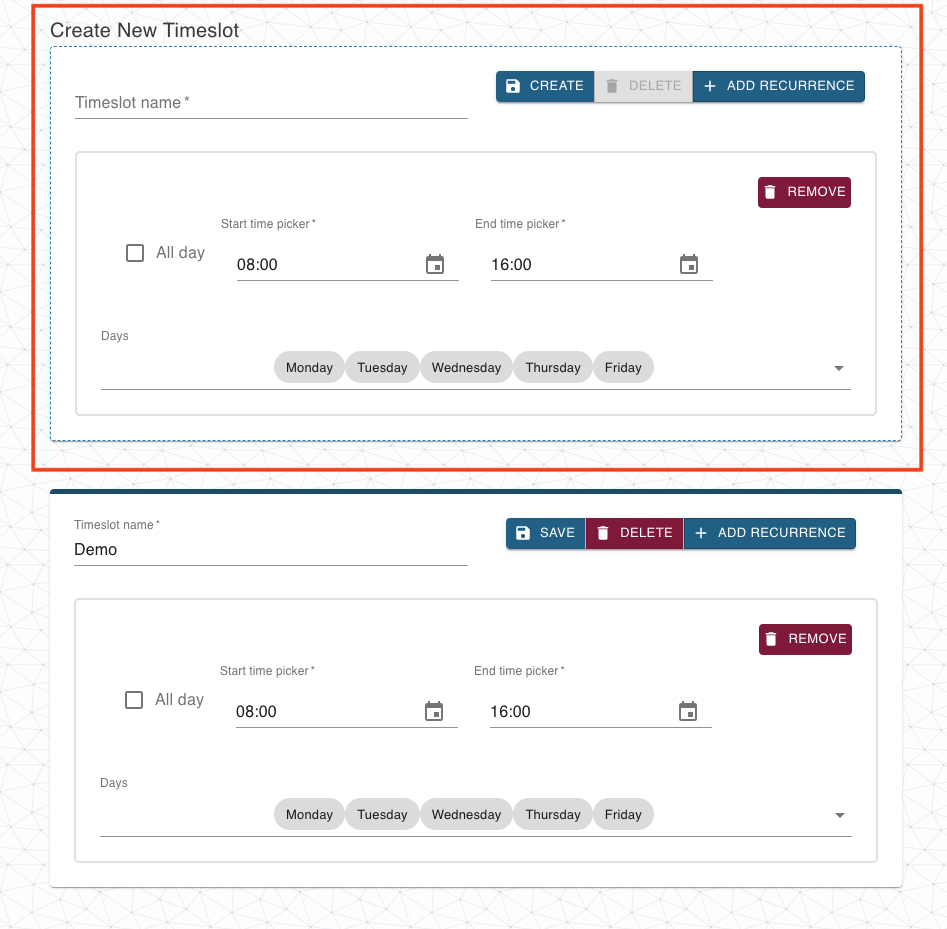 Create New Timeslot
CREATE DELETE ADD RECURRENCE
Timeslot name *
REMOVE
Start time picker * End time picker *
All day
08:00 16:00
Days
Monday Tuesday Wednesday Thursday Friday
Timeslot name *
SAVE DELETE ADD RECURRENCE
Demo
REMOVE
Start time picker * End time picker *
All day
08:00 16:00
Days
Monday Tuesday Wednesday Thursday Friday